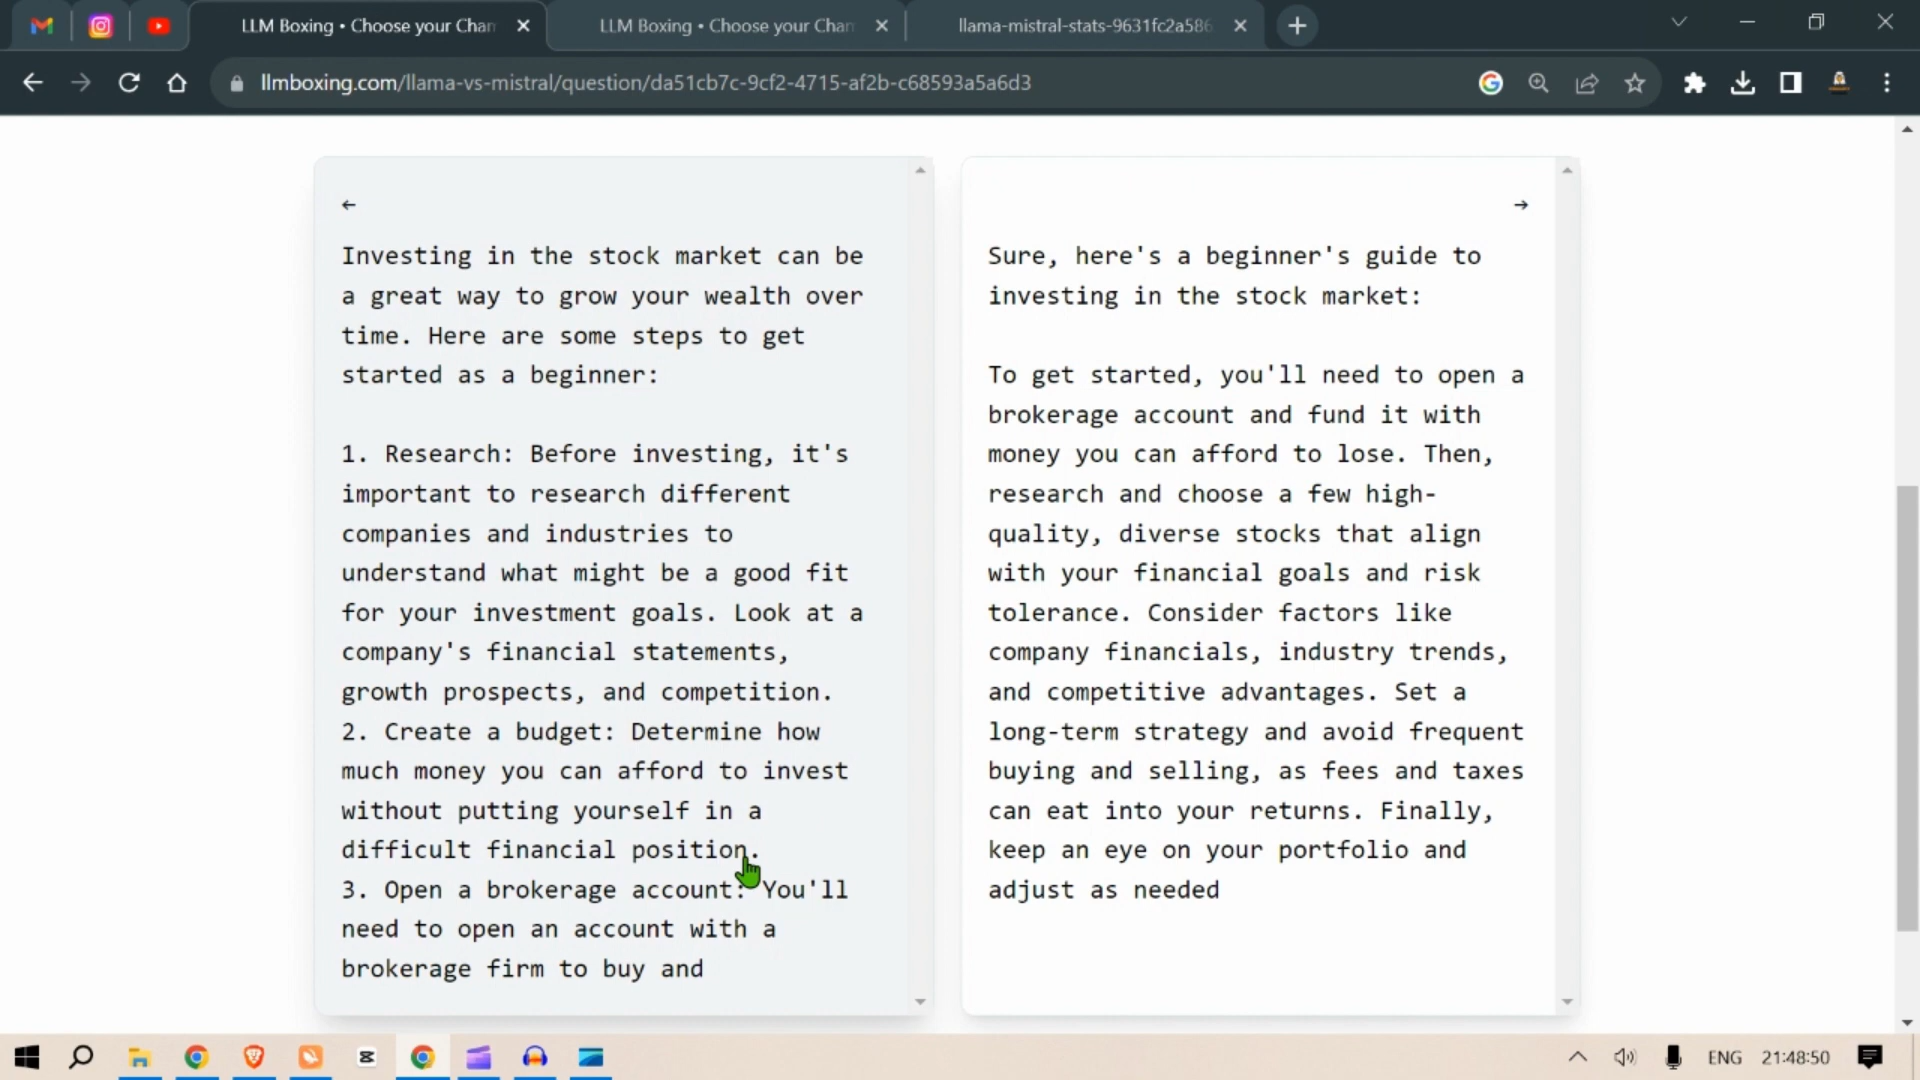 LLM Boxing • Choose your Cham
LLM Boxing • Choose your Cham
llama-mistral-stats-9631fc2a586
llmboxing.com/llama-vs-mistral/question/da51cb7c-9cf2-4715-af2b-c68593a5a6d3
←
Investing in the stock market can be
a great way to grow your wealth over
time. Here are some steps to get
started as a beginner:
1. Research: Before investing, it's
important to research different
companies and industries to
understand what might be a good fit
for your investment goals. Look at a
company's financial statements,
growth prospects, and competition.
2. Create a budget: Determine how
much money you can afford to invest
without putting yourself in a
difficult financial position.
3. Open a brokerage account: You'll
need to open an account with a
brokerage firm to buy and
→
Sure, here's a beginner's guide to
investing in the stock market:
To get started, you'll need to open a
brokerage account and fund it with
money you can afford to lose. Then,
research and choose a few high-
quality, diverse stocks that align
with your financial goals and risk
tolerance. Consider factors like
company financials, industry trends,
and competitive advantages. Set a
long-term strategy and avoid frequent
buying and selling, as fees and taxes
can eat into your returns. Finally,
keep an eye on your portfolio and
adjust as needed
ENG
21:48:50